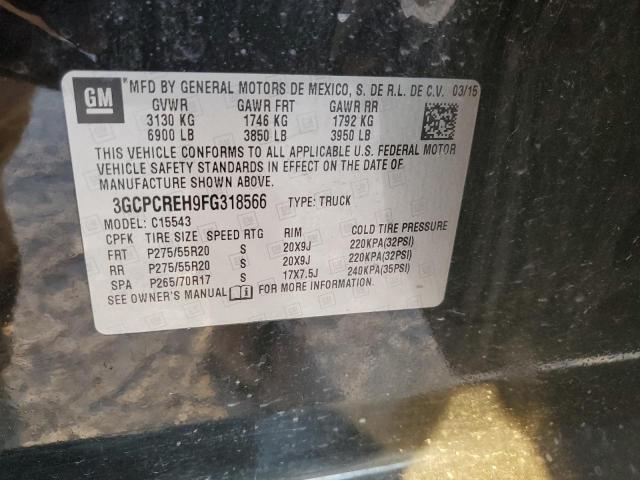 GM
*MFD BY GENERAL MOTORS DE MEXICO, S. DE R.L. DE C.V. 03/15
GVWR GAWR FRT GAWR RR
3130 KG 1746 KG 1792 KG
6900 LB 3850 LB 3950 LB
THIS VEHICLE CONFORMS TO ALL APPLICABLE U.S. FEDERAL MOTOR
VEHICLE SAFETY STANDARDS IN EFFECT ON THE DATE OF
MANUFACTURE SHOWN ABOVE.
3GCPCREH9FG318566 TYPE: TRUCK
MODEL: C15543
CPFK TIRE SIZE SPEED RTG RIM COLD TIRE PRESSURE
FRT P275/55R20 S 20X9J 220KPA(32PSI)
RR P275/55R20 S 20X9J 220KPA(32PSI)
SPA P265/70R17 S 17X7.5J 240KPA(35PSI)
SEE OWNER'S MANUAL FOR MORE INFORMATION.